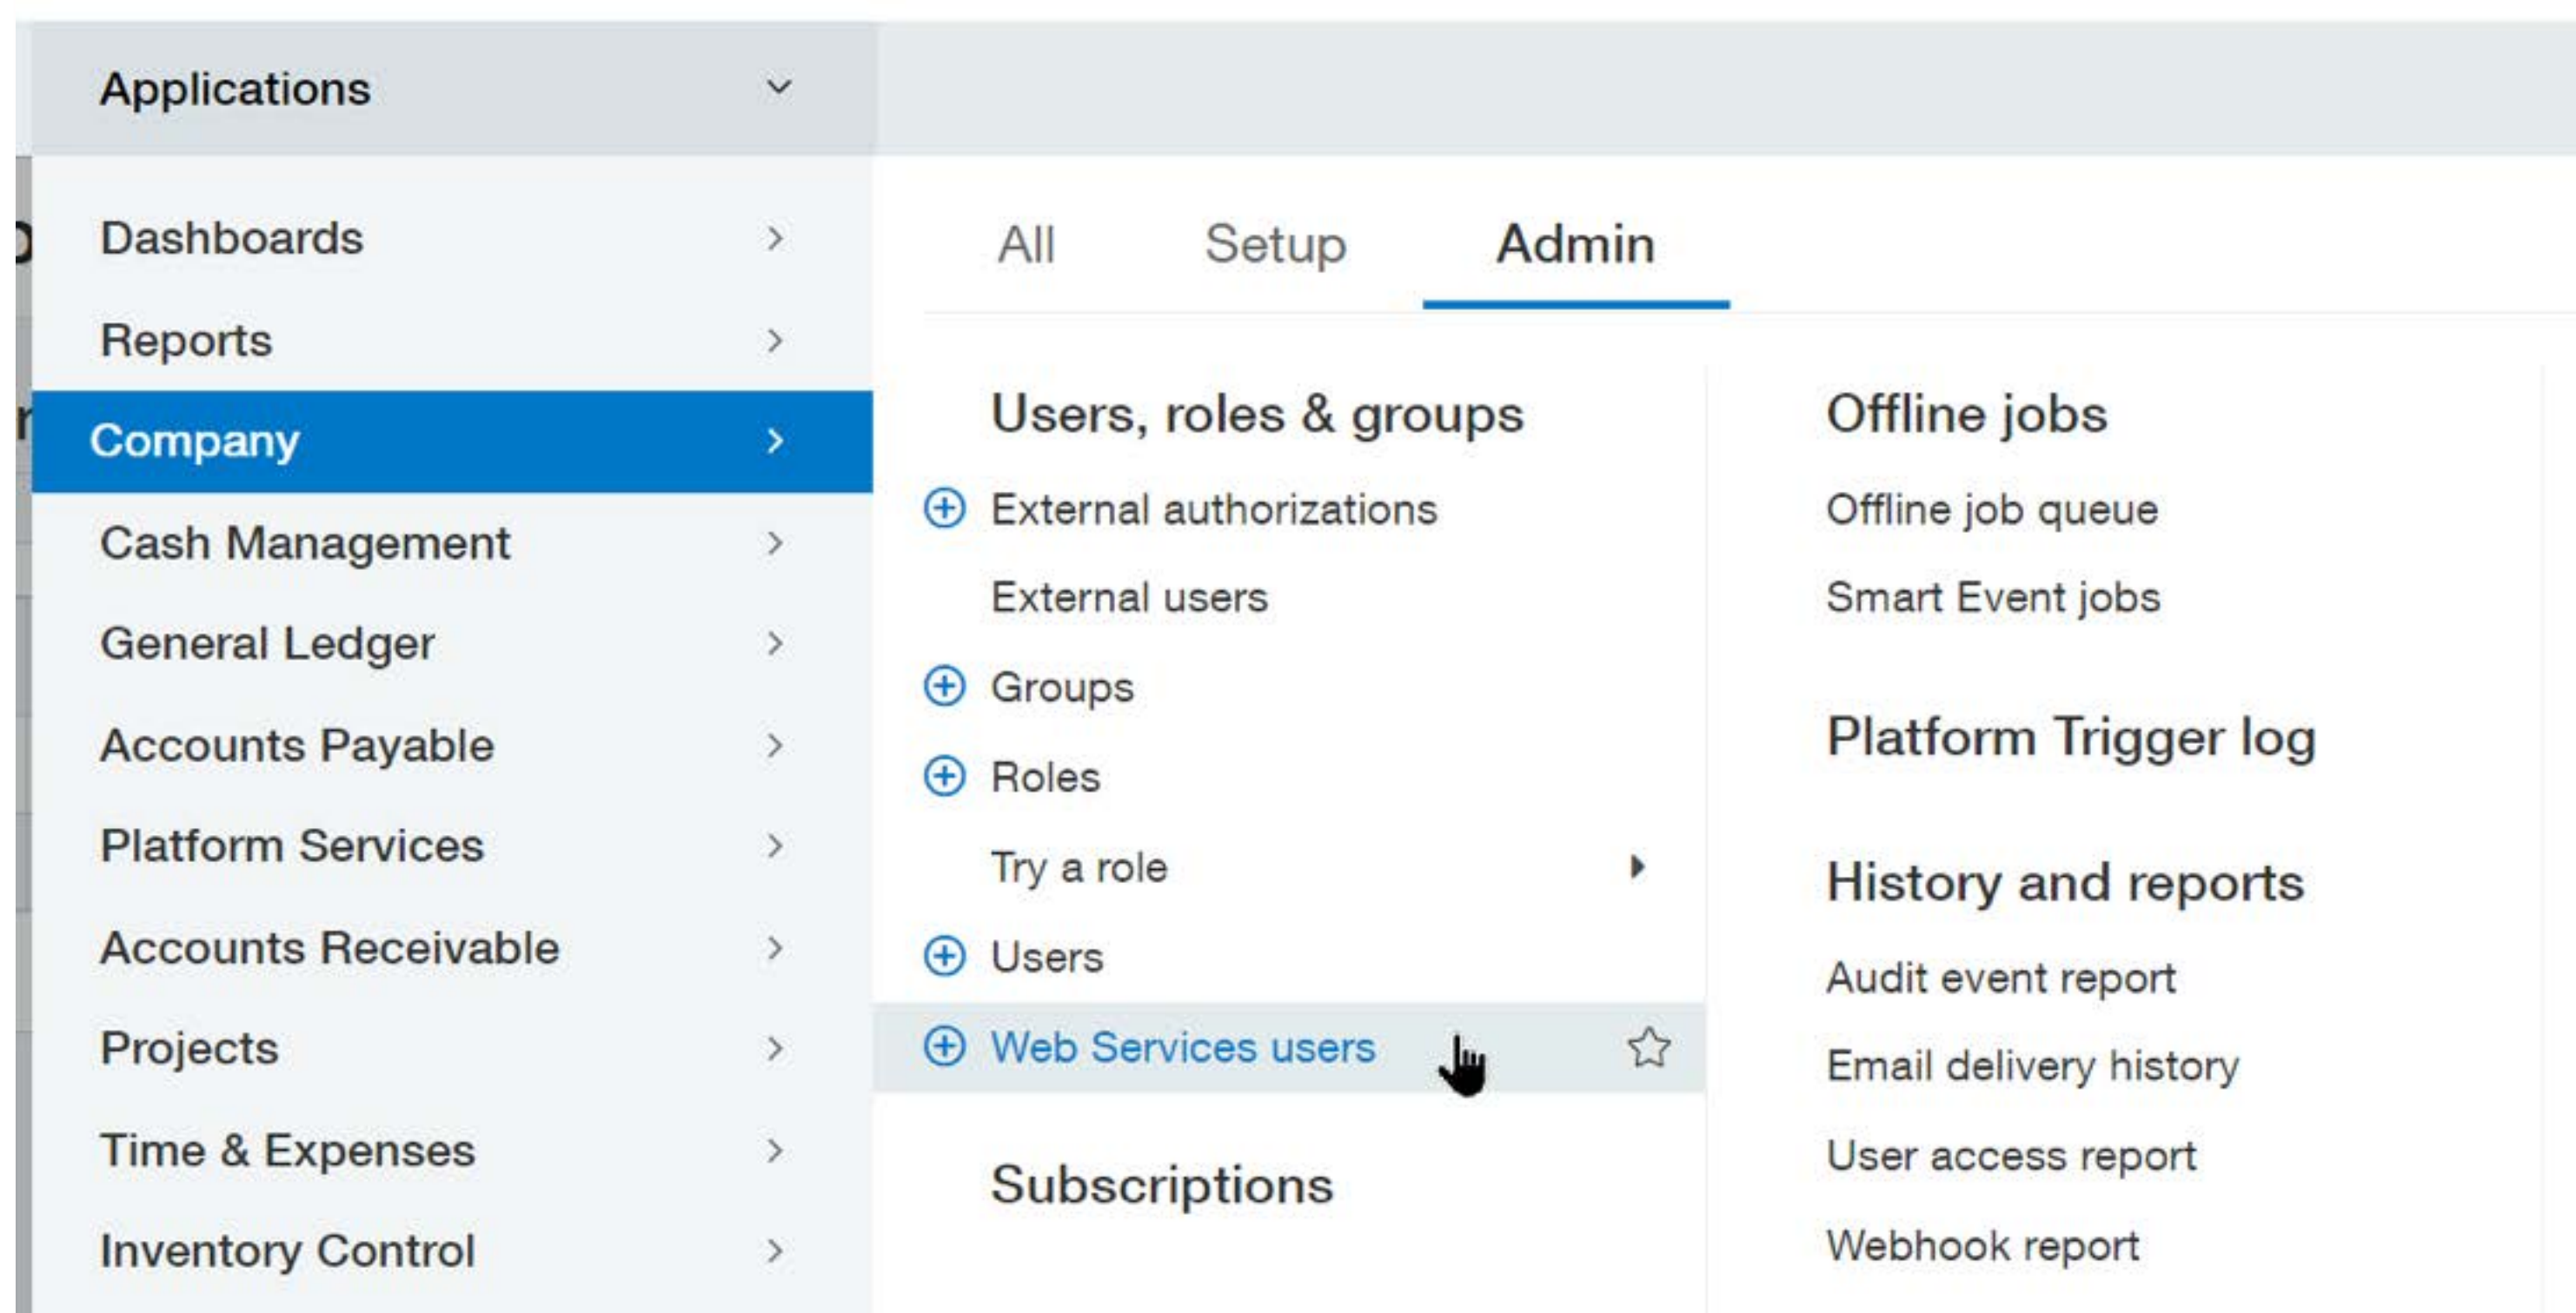 Applications
Dashboards
Reports
Company
Cash Management
General Ledger
Accounts Payable
Platform Services
Accounts Receivable
Projects
Time & Expenses
Inventory Control
All Setup Admin
Users, roles & groups
External authorizations
External users
Groups
Roles
Try a role
Users
Web Services users
Subscriptions
Offline jobs
Offline job queue
Smart Event jobs
Platform Trigger log
History and reports
Audit event report
Email delivery history
User access report
Webhook report